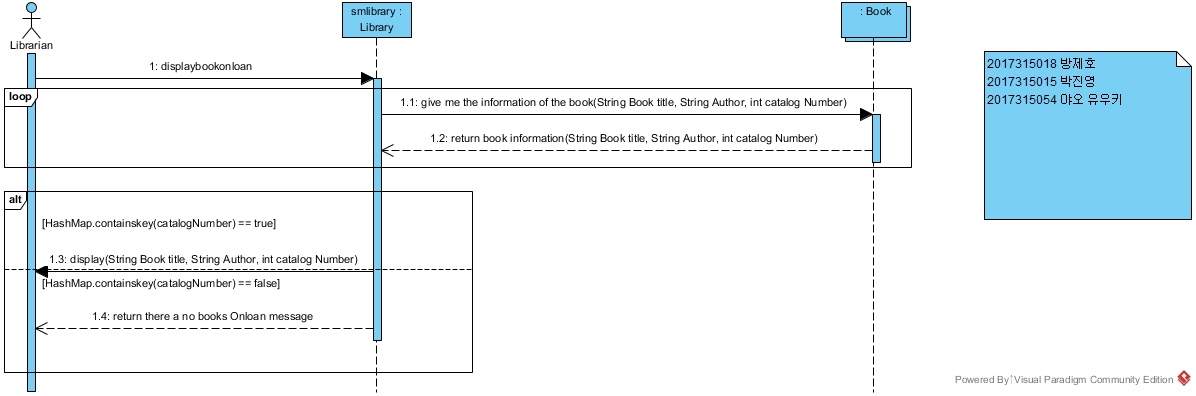 Librarian
smlibrary :
Library
: Book
1: displaybookonloan
loop
1.1: give me the information of the book(String Book title, String Author, int catalog Number)
1.2: return book information(String Book title, String Author, int catalog Number)
alt
[HashMap.containskey(catalogNumber) == true]
1.3: display(String Book title, String Author, int catalog Number)
[HashMap.containskey(catalogNumber) == false]
1.4: return there a no books Onloan message
2017315018 방제호
2017315015 박진영
2017315054 야오 유우키
Powered By Visual Paradigm Community Edition